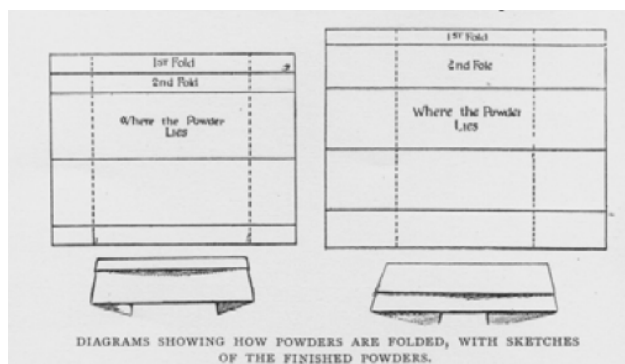 1st Fold
2nd Fold
Where the Powder
Lies
1st Fold
2nd Fole
Where the Powder
Lies
DIAGRAMS SHOWING HOW POWDERS ARE FOLDED, WITH SKETCHES
OF THE FINISHED POWDERS.